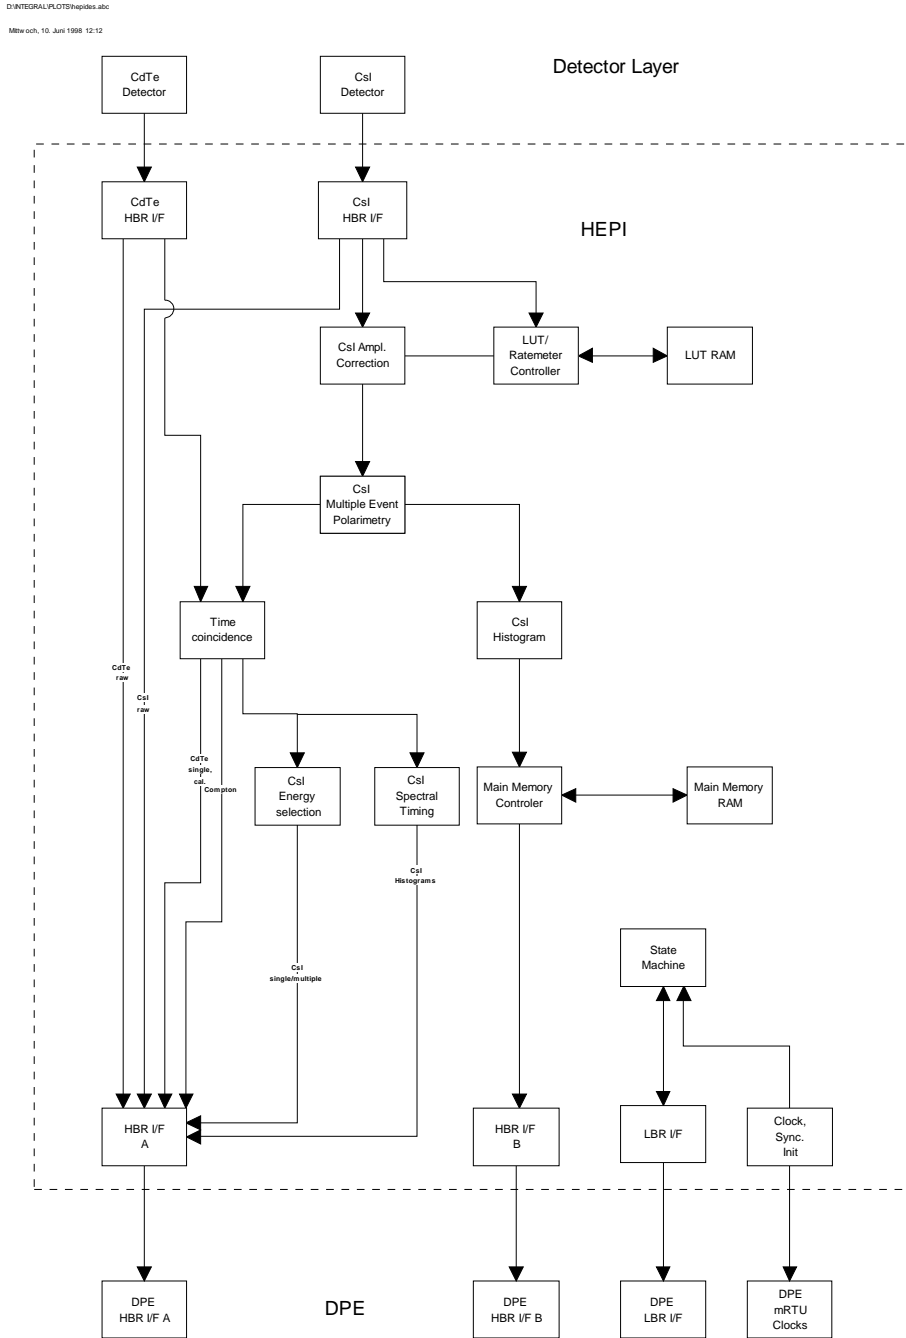 D:\INTEGRAL\PLOTS\hepides.abc
Mittwoch, 10. Juni 1998 12:12
CdTe
Detector
CsI
Detector
Detector Layer
CdTe
HBR I/F
CsI
HBR I/F
HEPI
CsI Ampl.
Correction
LUT/
Ratemeter
Controller
LUT RAM
CsI
Multiple Event
Polarimetry
Time
coincidence
CsI
Histogram
CdTe
raw
CsI
raw
CdTe
single,
cal.
Compton
CsI
Energy
selection
CsI
Spectral
Timing
Main Memory
Controler
Main Memory
RAM
CsI
Histograms
CsI
single/multiple
State
Machine
HBR I/F
A
HBR I/F
B
LBR I/F
Clock,
Sync.
Init
DPE
HBR I/F A
DPE
DPE
HBR I/F B
DPE
LBR I/F
DPE
mRTU
Clocks